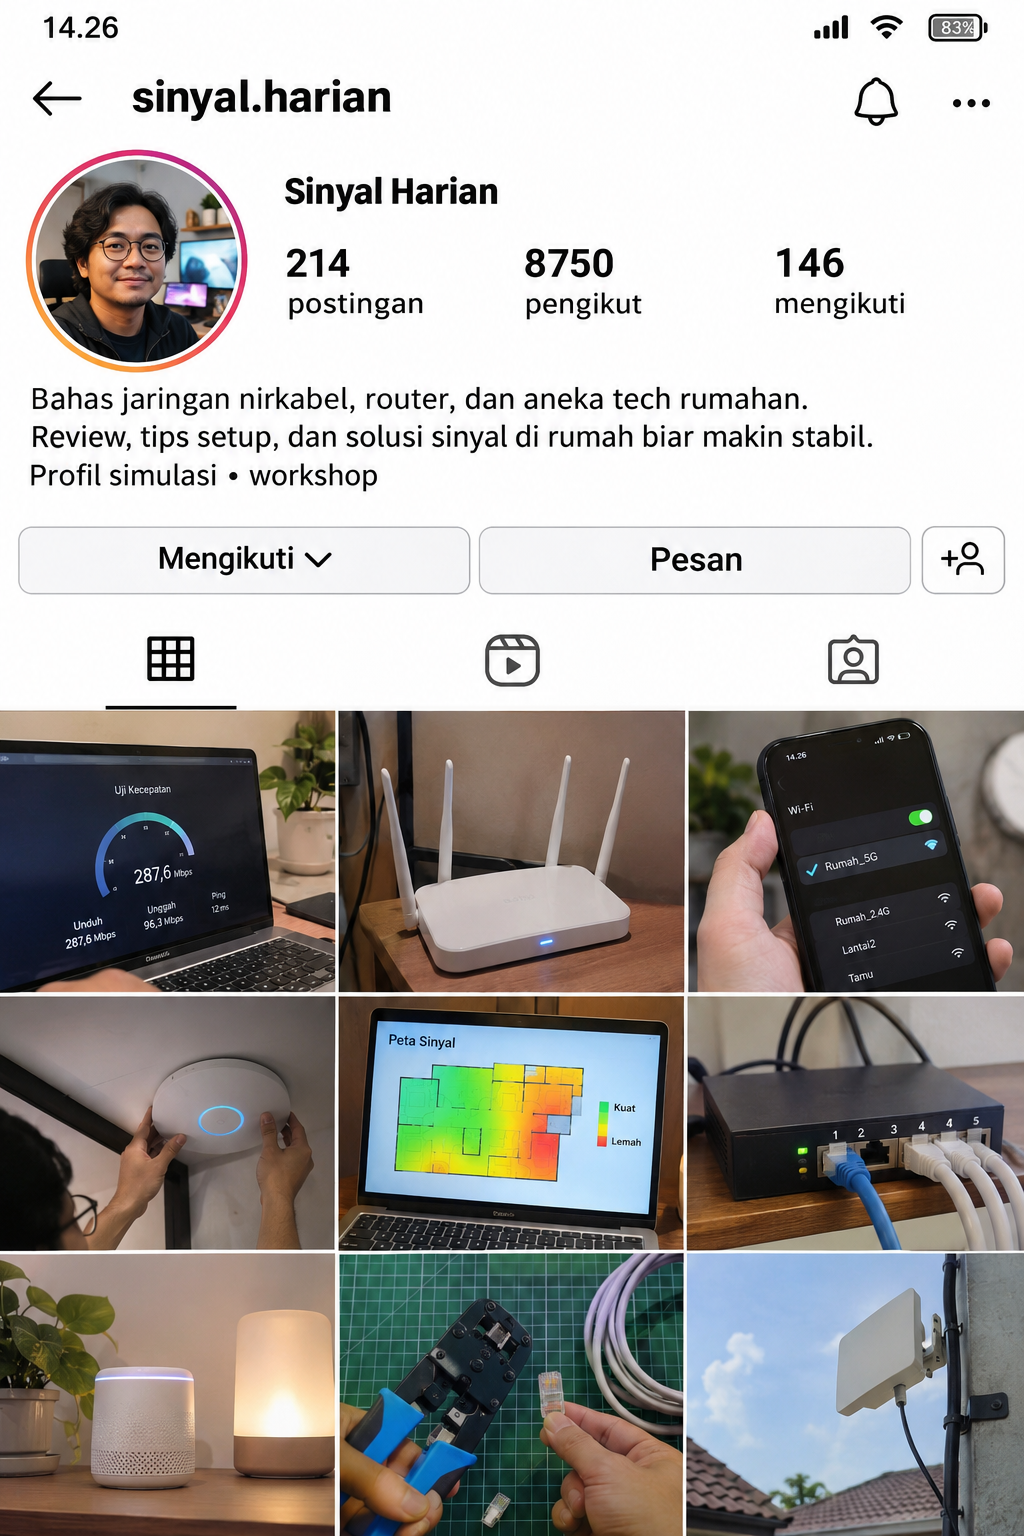 14.26
83%
sinyal.harian
Sinyal Harian
214 8750 146
postingan pengikut mengikuti
Bahas jaringan nirkabel, router, dan aneka tech rumahan.
Review, tips setup, dan solusi sinyal di rumah biar makin stabil.
Profil simulasi • workshop
Mengikuti
Pesan
Uji Kecepatan
287,6 Mbps
Unduh
287,6 Mbps
Unggah
96,3 Mbps
Ping
12 ms
14.26
Wi-Fi
Rumah_5G
Rumah_2.4G
Lantai2
Tamu
Peta Sinyal
Kuat
Lemah
1 2 3 4 4 5